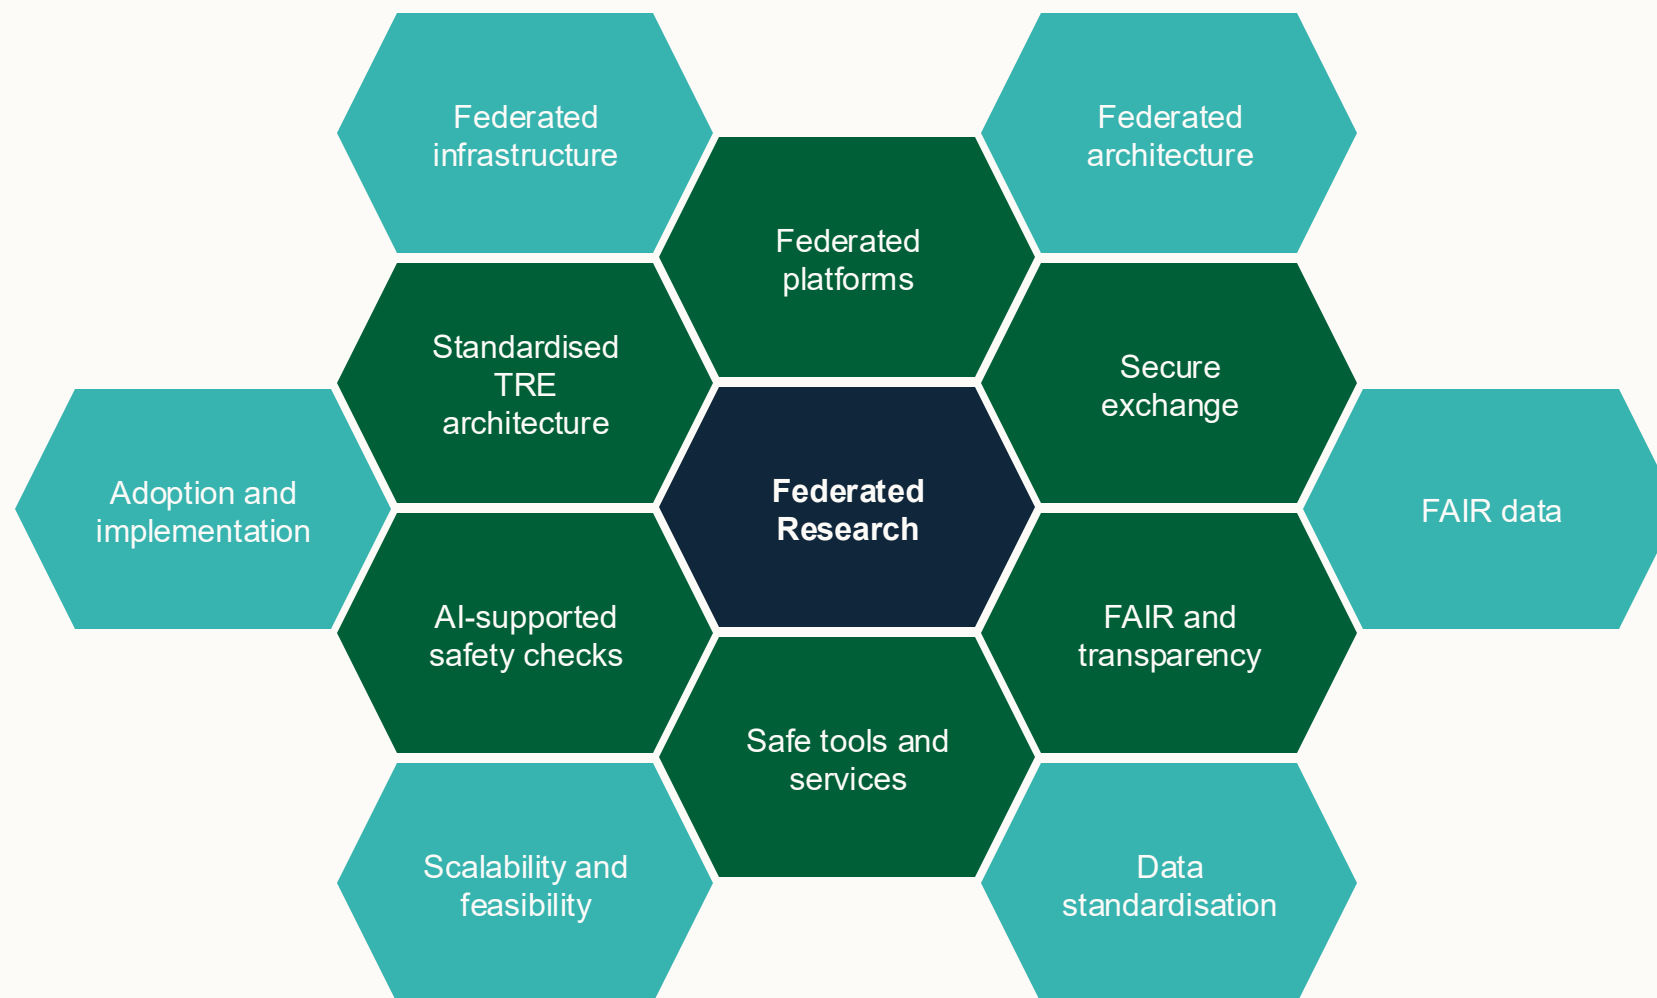 Federated
infrastructure
Federated
architecture
Federated
platforms
Standardised
TRE
architecture
Secure
exchange
Adoption and
implementation
Federated
Research
FAIR data
AI-supported
safety checks
FAIR and
transparency
Safe tools and
services
Scalability and
feasibility
Data
standardisation